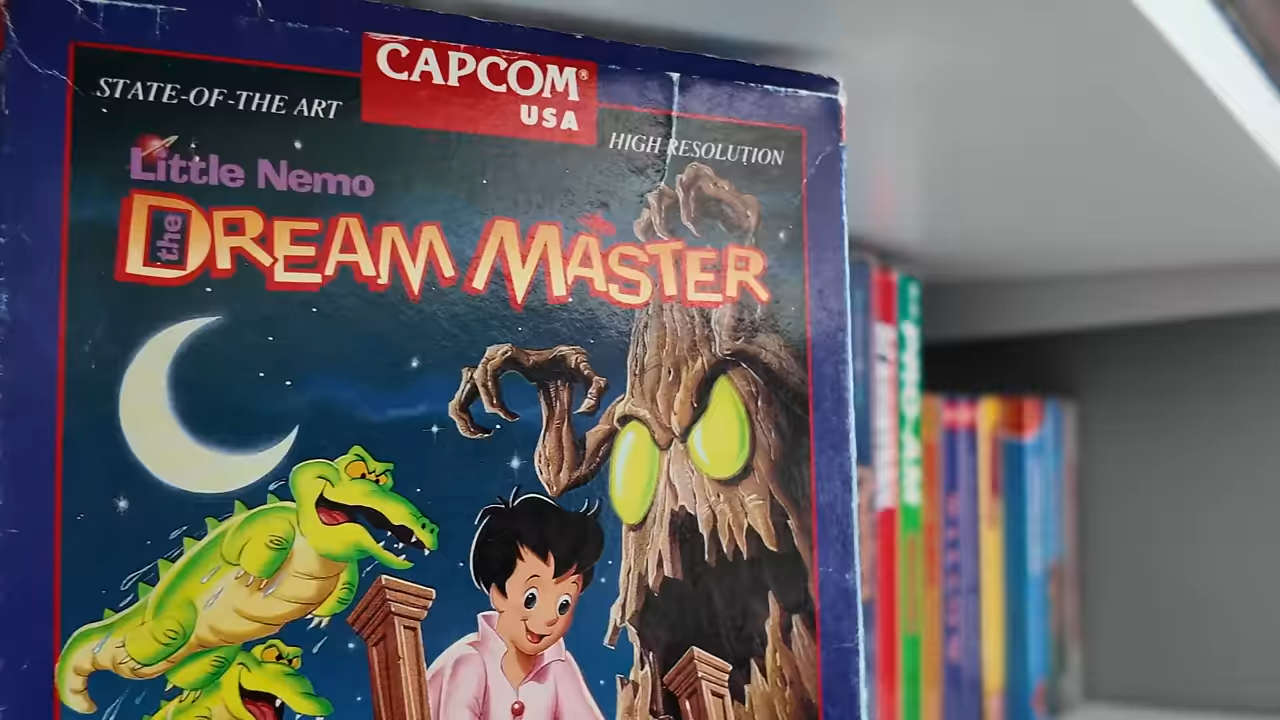 CAPCOM®
USA
STATE-OF-THE ART
HIGH RESOLUTION
Little Nemo
the DREAM MASTER